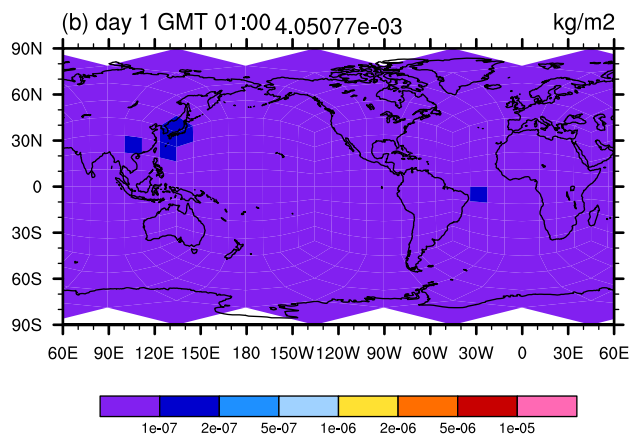 (b) day 1 GMT 01:00 4.05077e-03 kg/m2
90N
60N
30N
0
30S
60S
90S
60E 90E 120E 150E 180 150W 120W 90W 60W 30W 0 30E 60E
1e-07 2e-07 5e-07 1e-06 2e-06 5e-06 1e-05